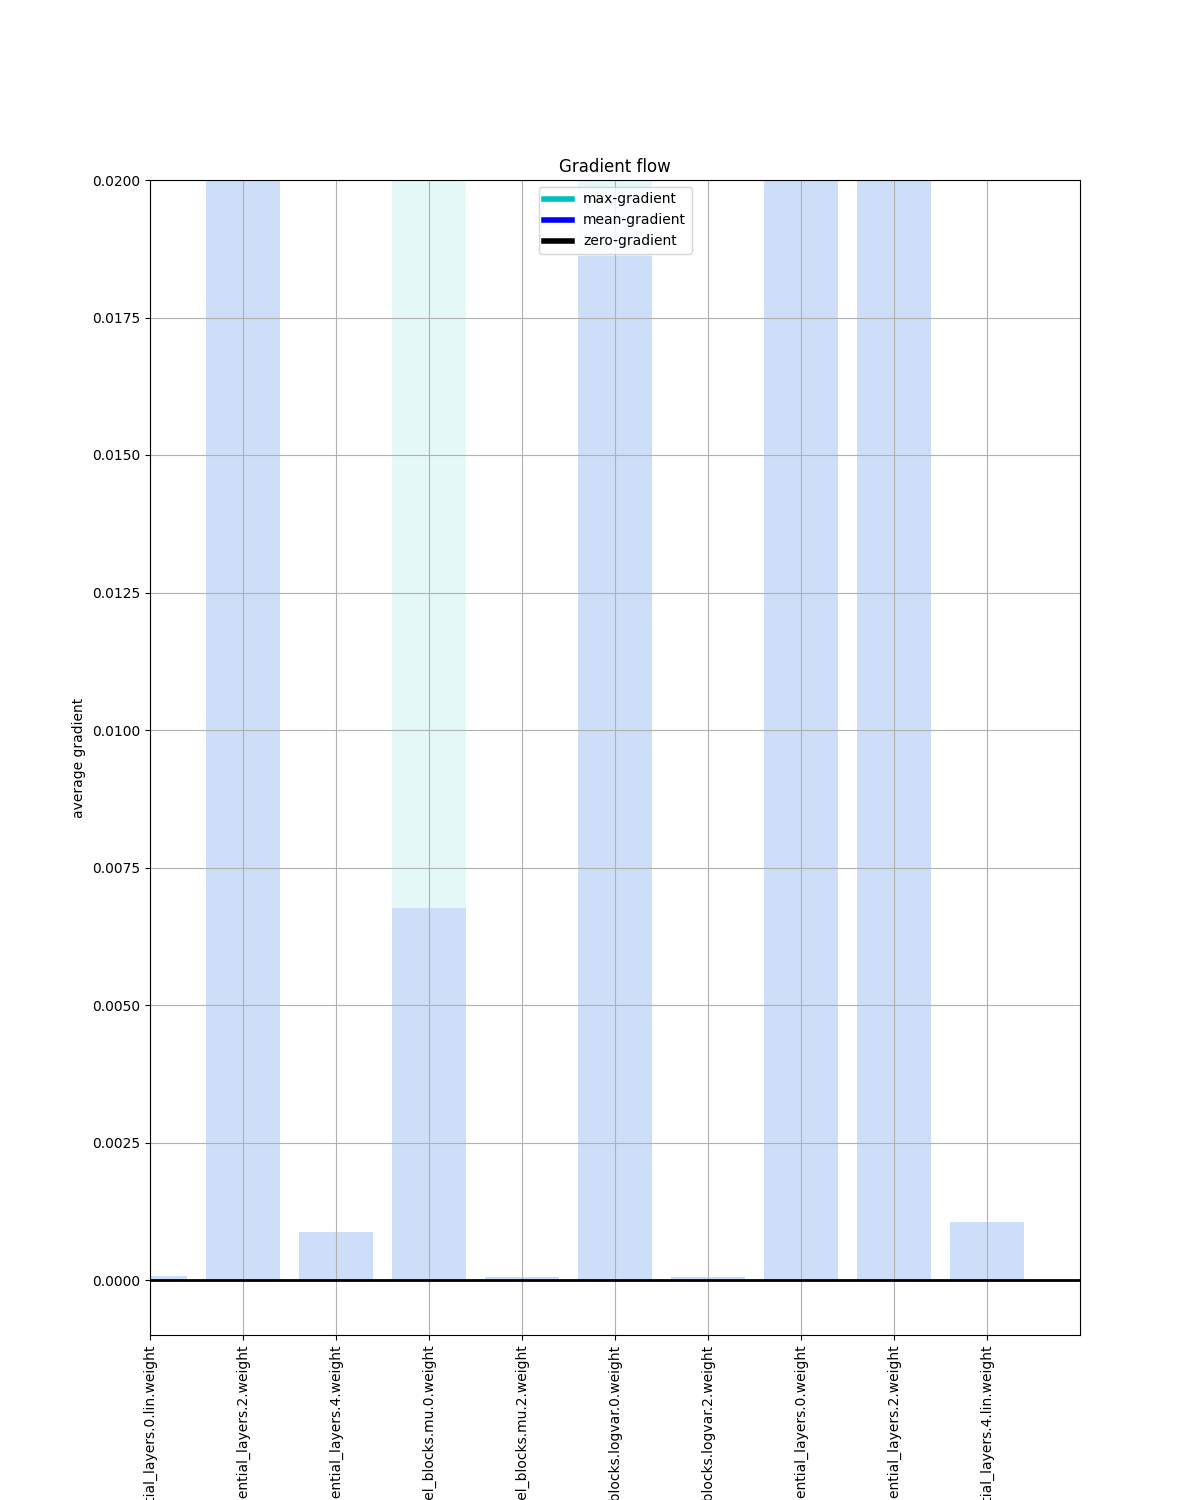 Gradient flow
max-gradient
mean-gradient
zero-gradient
0.0200
0.0175
0.0150
0.0125
0.0100
0.0075
0.0050
0.0025
0.0000
average gradient
tial_layers.0.lin.weight
ential_layers.2.weight
ential_layers.4.weight
el_blocks.mu.0.weight
el_blocks.mu.2.weight
blocks.logvar.0.weight
blocks.logvar.2.weight
ential_layers.0.weight
ential_layers.2.weight
tial_layers.4.lin.weight